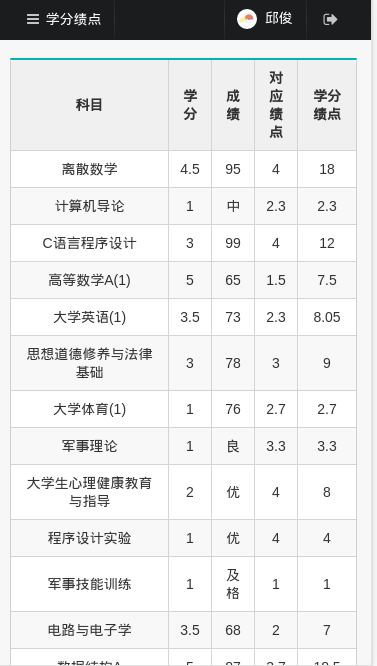 学分绩点 邱俊
科目 学分 成绩 对应绩点 学分绩点
离散数学 4.5 95 4 18
计算机导论 1 中 2.3 2.3
C语言程序设计 3 99 4 12
高等数学A(1) 5 65 1.5 7.5
大学英语(1) 3.5 73 2.3 8.05
思想道德修养与法律
基础 3 78 3 9
大学体育(1) 1 76 2.7 2.7
军事理论 1 良 3.3 3.3
大学生心理健康教育
与指导 2 优 4 8
程序设计实验 1 优 4 4
军事技能训练 1 及格 1 1
电路与电子学 3.5 68 2 7